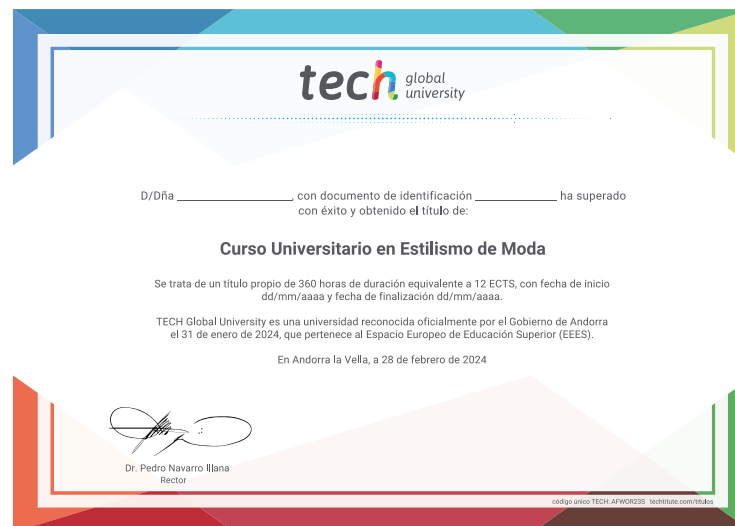 tech global
university
D/Dña ____________________, con documento de identificación ______________ ha superado
con éxito y obtenido el título de:
Curso Universitario en Estilismo de Moda
Se trata de un título propio de 360 horas de duración equivalente a 12 ECTS, con fecha de inicio
dd/mm/aaaa y fecha de finalización dd/mm/aaaa.
TECH Global University es una universidad reconocida oficialmente por el Gobierno de Andorra
el 31 de enero de 2024, que pertenece al Espacio Europeo de Educación Superior (EEES).
En Andorra la Vella, a 28 de febrero de 2024
Dr. Pedro Navarro Illana
Rector
código único TECH: AFWOR23S techtitute.com/titulos